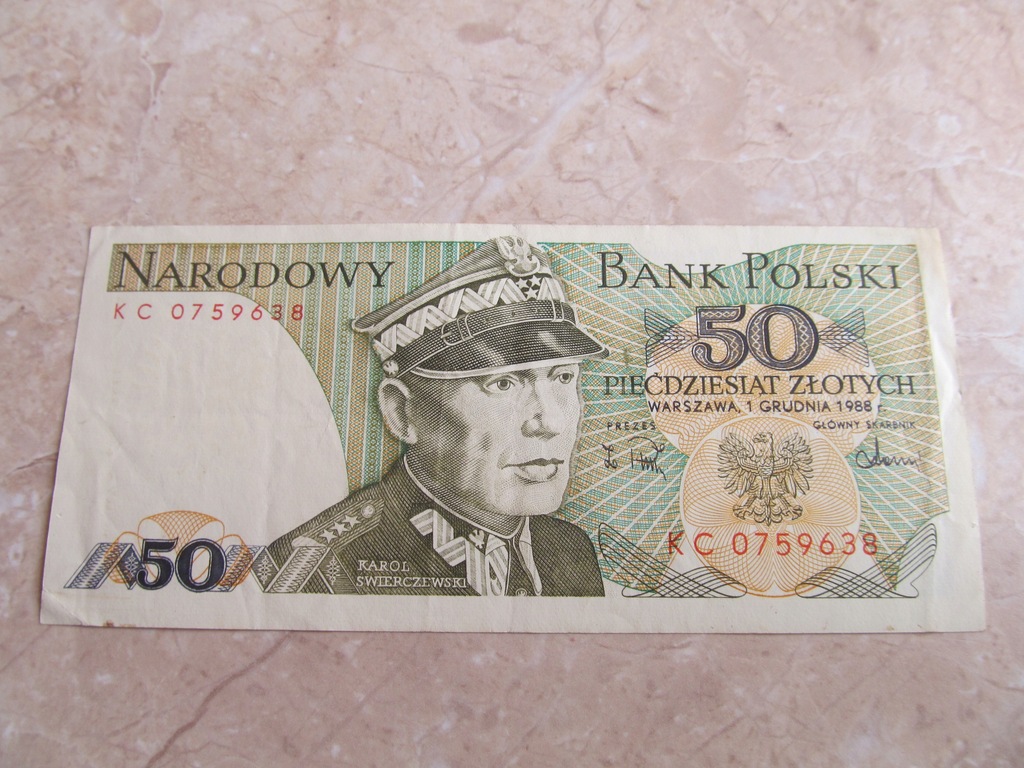 NARODOWY BANK POLSKI
KC 0759638
50
PIĘĆDZIESIĄT ZŁOTYCH
WARSZAWA, 1 GRUDNIA 1988 r.
PREZES GŁÓWNY SKARBNIK
KC 0759638
50
KAROL
ŚWIERCZEWSKI